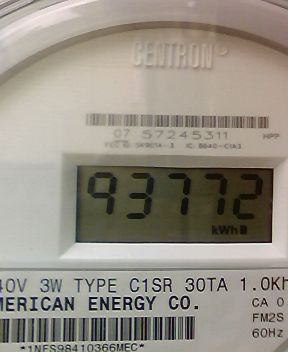 CENTRON®
07 57245311 HPP
93772
kWh
40V 3W TYPE C1SR 30TA 1.0Kh
MERICAN ENERGY CO.
CA 0
FM2S
60Hz
*1NFS98410366MEC*